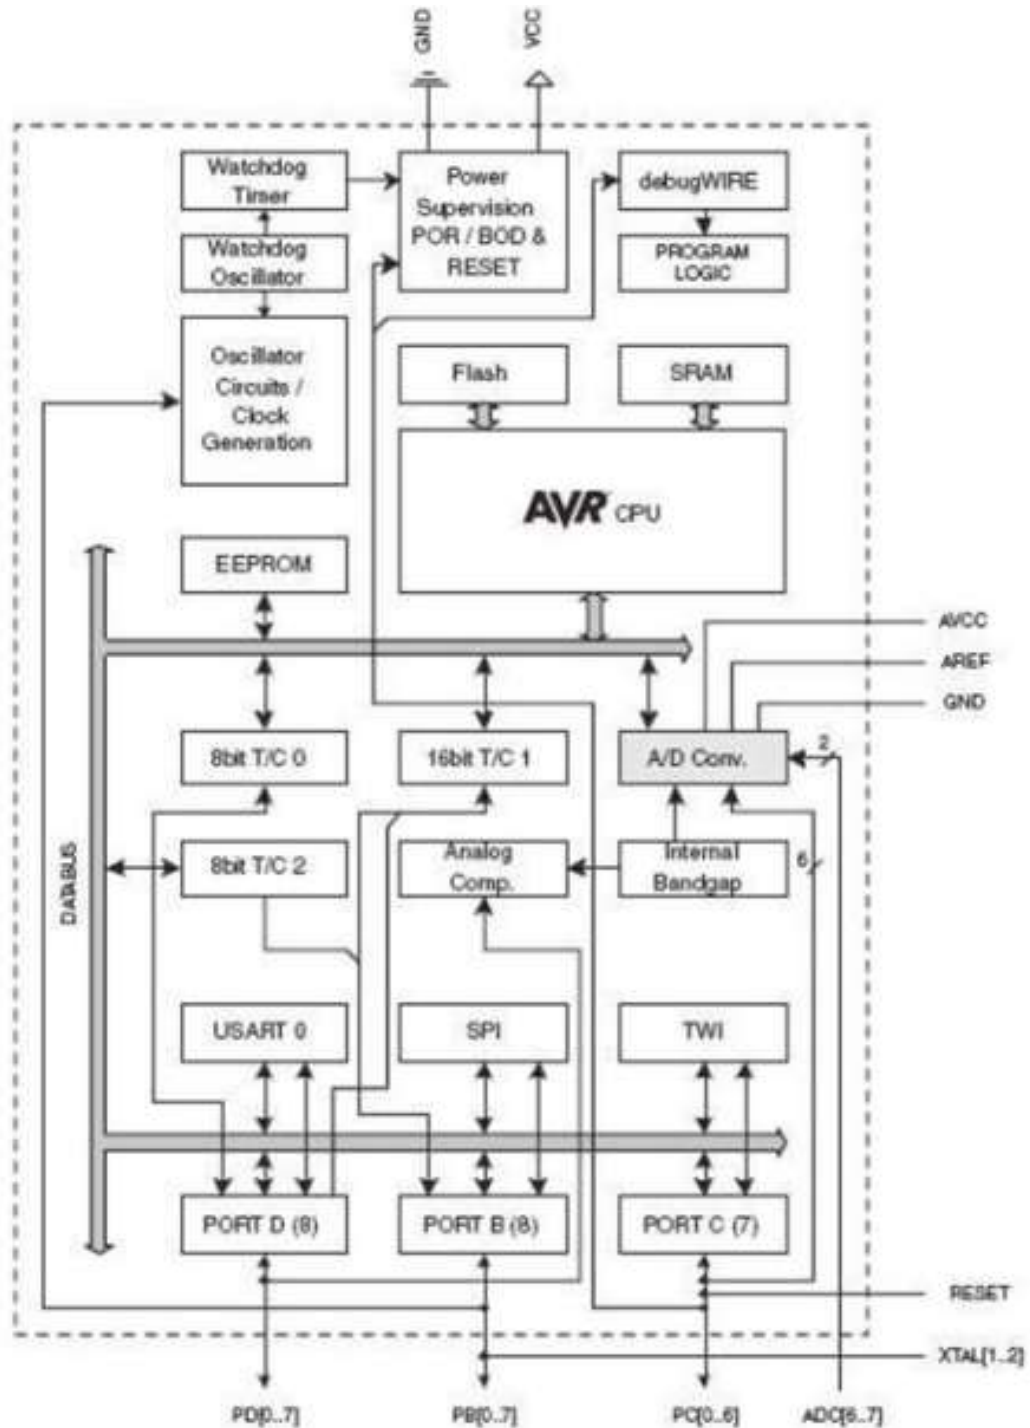 GND
VCC
Watchdog
Timer
Power
Supervision
POR / BOD &
RESET
debugWIRE
Watchdog
Oscillator
PROGRAM
LOGIC
Oscillator
Circuits /
Clock
Generation
Flash
SRAM
AVR CPU
EEPROM
AVCC
AREF
GND
8bit T/C 0
16bit T/C 1
A/D Conv.
2
DATABUS
8bit T/C 2
Analog
Comp.
Internal
Bandgap
6
USART 0
SPI
TWI
PORT D (8)
PORT B (8)
PORT C (7)
RESET
XTAL[1..2]
PD[0..7]
PB[0..7]
PC[0..6]
ADC[6..7]